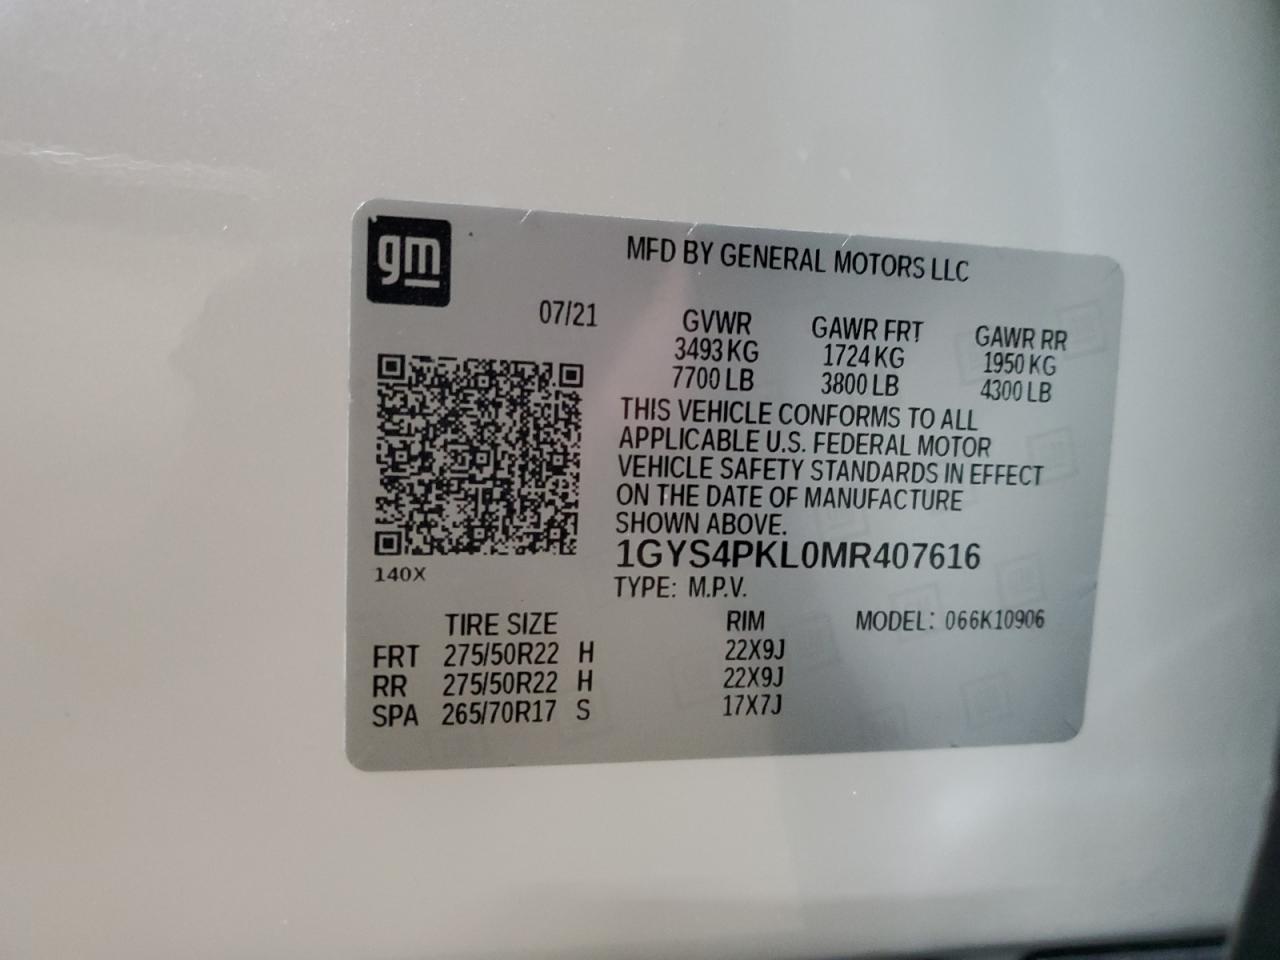 gm
MFD BY GENERAL MOTORS LLC
07/21 GVWR GAWR FRT GAWR RR
3493 KG 1724 KG 1950 KG
7700 LB 3800 LB 4300 LB
THIS VEHICLE CONFORMS TO ALL
APPLICABLE U.S. FEDERAL MOTOR
VEHICLE SAFETY STANDARDS IN EFFECT
ON THE DATE OF MANUFACTURE
SHOWN ABOVE.
1GYS4PKL0MR407616
140X
TYPE: M.P.V.
TIRE SIZE RIM MODEL: 066K10906
FRT 275/50R22 H 22X9J
RR 275/50R22 H 22X9J
SPA 265/70R17 S 17X7J